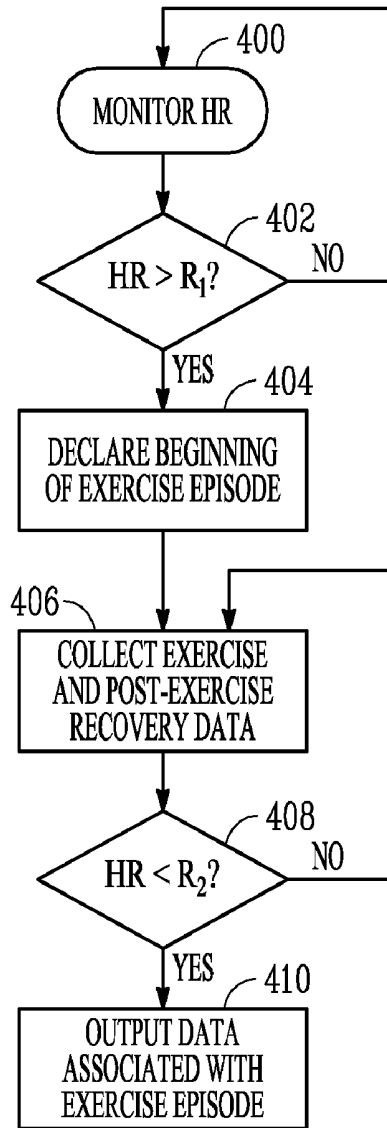 400
MONITOR HR
402
HR > R₁?
NO
YES
404
DECLARE BEGINNING
OF EXERCISE EPISODE
406
COLLECT EXERCISE
AND POST-EXERCISE
RECOVERY DATA
408
HR < R₂?
NO
YES
410
OUTPUT DATA
ASSOCIATED WITH
EXERCISE EPISODE